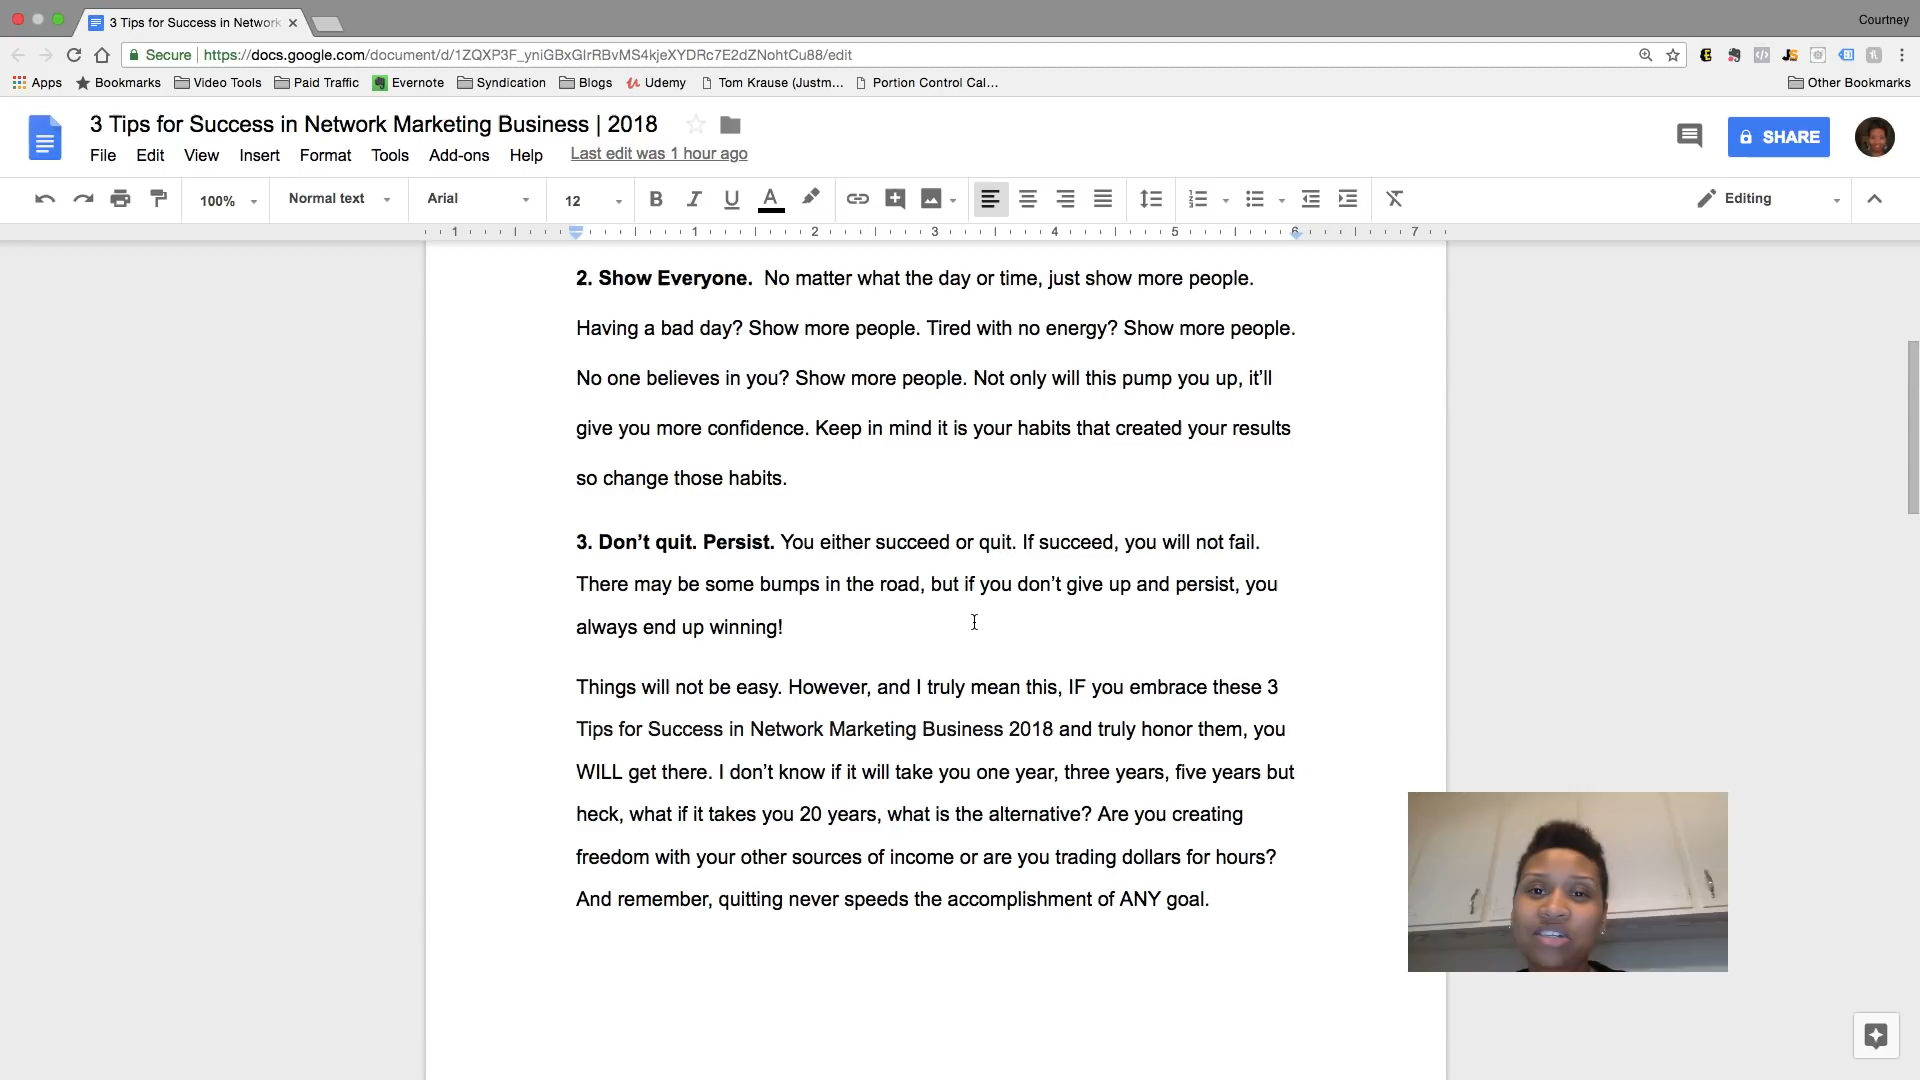 Courtney
3 Tips for Success in Network
Secure https://docs.google.com/document/d/1ZQXP3F_yniGBxGlrRBvMS4kjeXYDRc7E2dZNohtCu88/edit
Apps Bookmarks Video Tools Paid Traffic Evernote Syndication Blogs Udemy Tom Krause (Justm... Portion Control Cal... Other Bookmarks
3 Tips for Success in Network Marketing Business | 2018
SHARE
File Edit View Insert Format Tools Add-ons Help Last edit was 1 hour ago
100% Normal text Arial 12 B I U A Editing
1 1 2 3 4 5 6 7
2. Show Everyone. No matter what the day or time, just show more people.
Having a bad day? Show more people. Tired with no energy? Show more people.
No one believes in you? Show more people. Not only will this pump you up, it’ll
give you more confidence. Keep in mind it is your habits that created your results
so change those habits.
3. Don’t quit. Persist. You either succeed or quit. If succeed, you will not fail.
There may be some bumps in the road, but if you don’t give up and persist, you
always end up winning!
Things will not be easy. However, and I truly mean this, IF you embrace these 3
Tips for Success in Network Marketing Business 2018 and truly honor them, you
WILL get there. I don’t know if it will take you one year, three years, five years but
heck, what if it takes you 20 years, what is the alternative? Are you creating
freedom with your other sources of income or are you trading dollars for hours?
And remember, quitting never speeds the accomplishment of ANY goal.